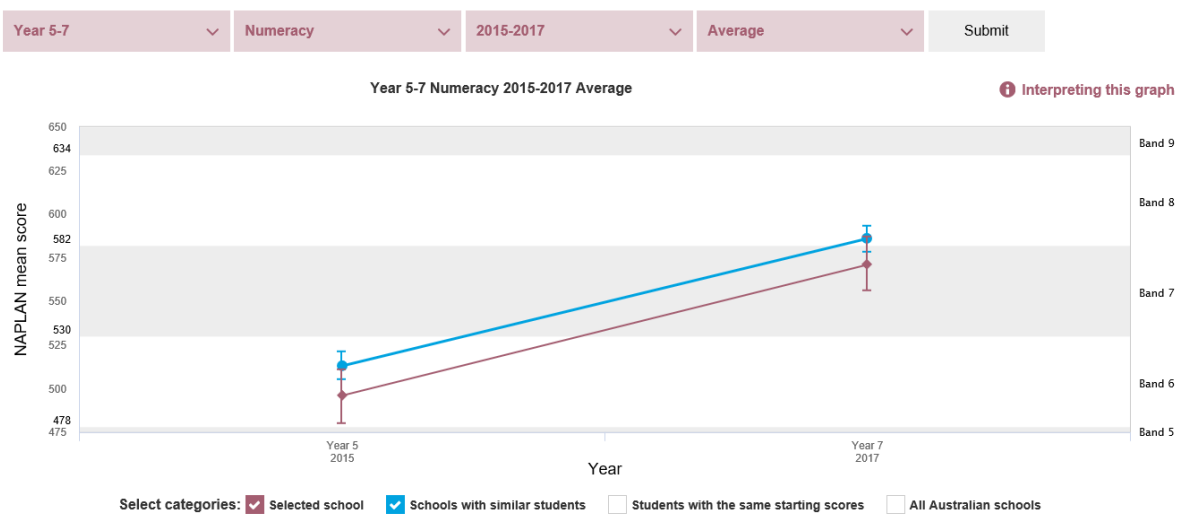 Year 5-7 Numeracy 2015-2017 Average Submit
Year 5-7 Numeracy 2015-2017 Average
Interpreting this graph
650
634
625
600
582
575
550
530
525
500
478
475
NAPLAN mean score
Band 9
Band 8
Band 7
Band 6
Band 5
Year 5
2015
Year 7
2017
Year
Select categories: Selected school Schools with similar students Students with the same starting scores All Australian schools